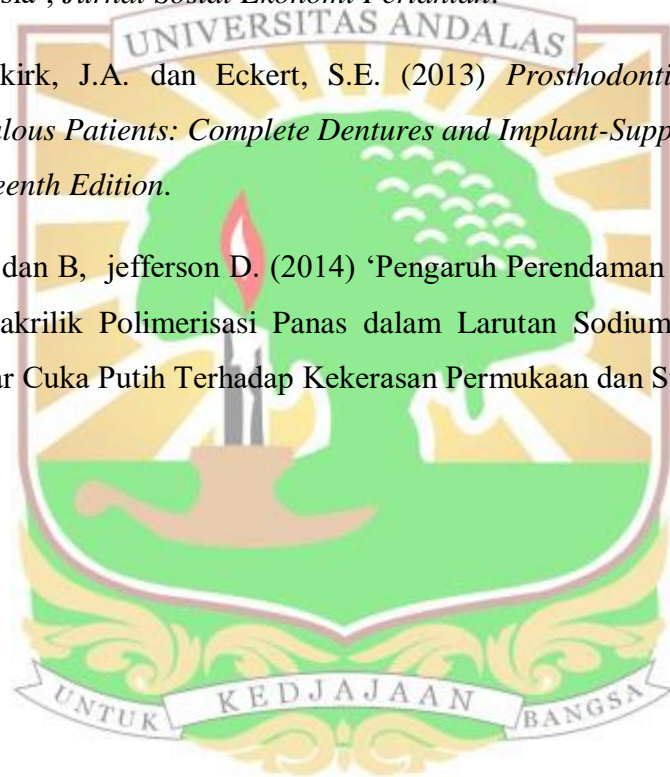 sia', Jurnal Sosial Ekonomi Pertanian.
UNIVERSITAS ANDALAS
kirk, J.A. dan Eckert, S.E. (2013) Prosthodonti
ulous Patients: Complete Dentures and Implant-Supp
eenth Edition.
dan B, jefferson D. (2014) ‘Pengaruh Perendaman
akrilik Polimerisasi Panas dalam Larutan Sodium
ar Cuka Putih Terhadap Kekerasan Permukaan dan S
UNTUK KEDJAJAAN BANGSA